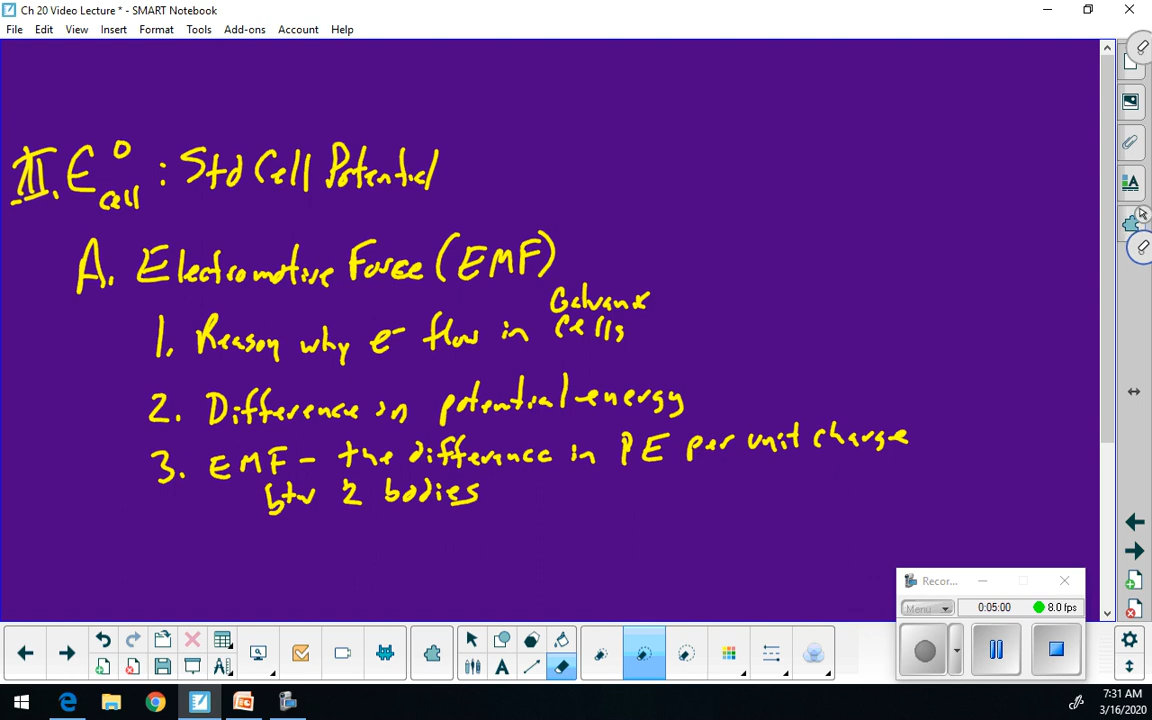 Ch 20 Video Lecture * - SMART Notebook
File Edit View Insert Format Tools Add-ons Account Help
III. E°cell : Std Cell Potential
A. Electromotive Force (EMF)
1. Reason why e⁻ flow in Galvanic Cells
2. Difference in potential energy
3. EMF - the difference in PE per unit charge
btw 2 bodies
Recor...
Menu 0:05:00 8.0 fps
7:31 AM
3/16/2020